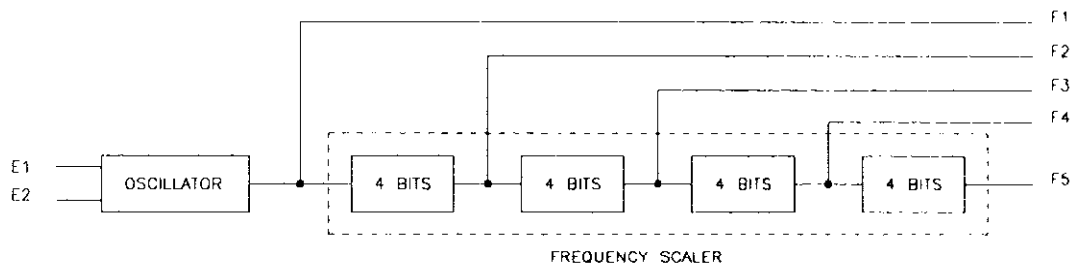 F1
F2
F3
F4
E1
E2
OSCILLATOR
4 BITS
4 BITS
4 BITS
4 BITS
F5
FREQUENCY SCALER